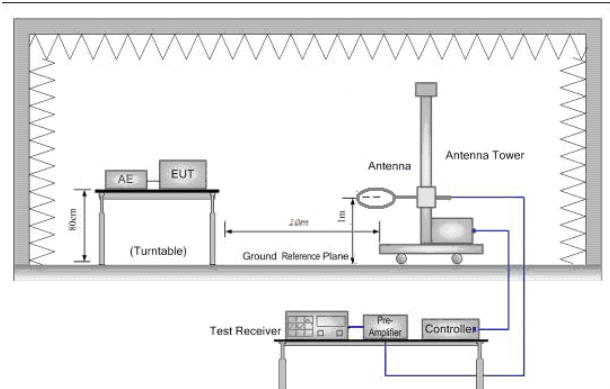 Antenna Tower
Antenna
AE
EUT
80cm
(Turntable)
10m
1m
Ground Reference Plane
Test Receiver
Pre-
Amplifier
Controller